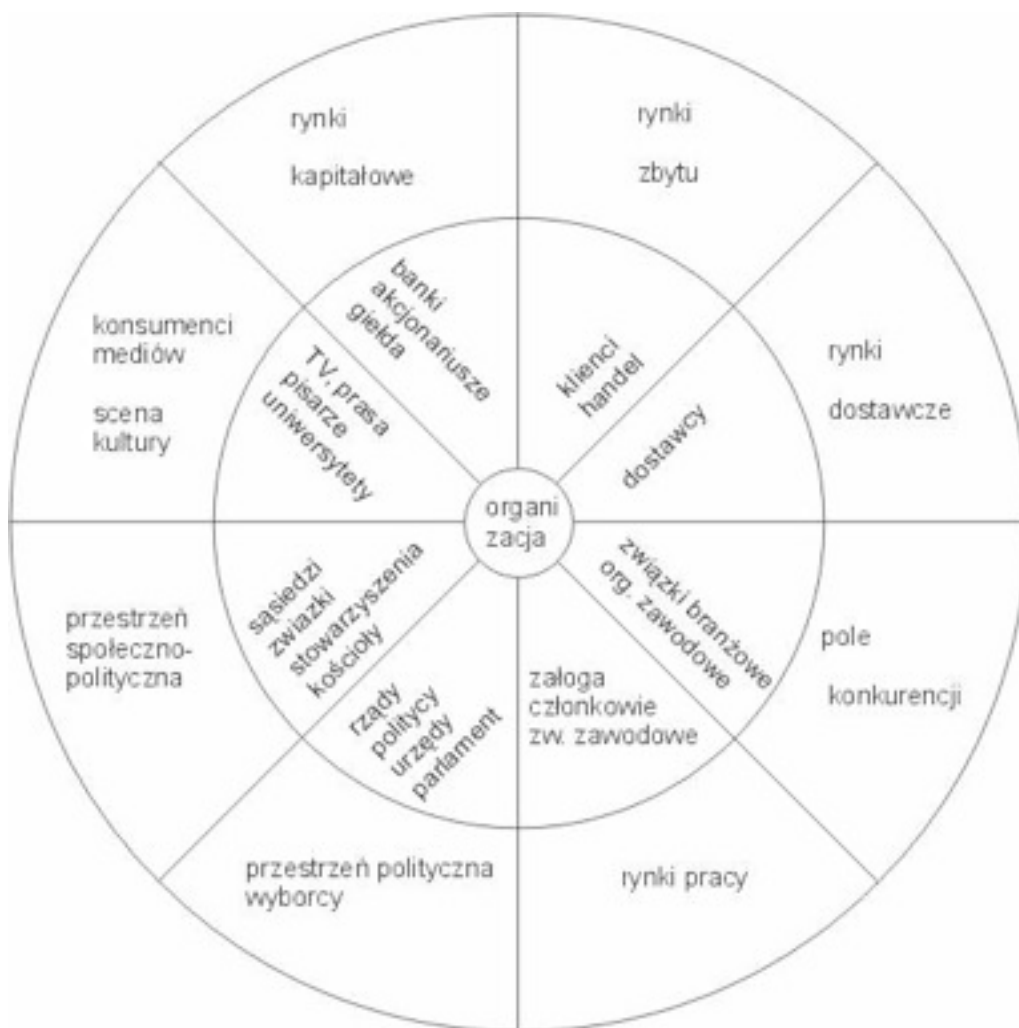 rynki
kapitałowe
rynki
zbytu
konsumenci
mediów
scena
kultury
rynki
dostawcze
banki
akcjonariusze
giełda
klienci
handel
TV, prasa
pisarze
uniwersytety
dostawcy
organi
zacja
sąsiedzi
zwiazki
stowarzyszenia
kościoły
związki branżowe
org. zawodowe
przestrzeń
społeczno-
polityczna
pole
konkurencji
rządy
politycy
urzędy
parlament
załoga
członkowie
zw. zawodowe
przestrzeń polityczna
wyborcy
rynki pracy